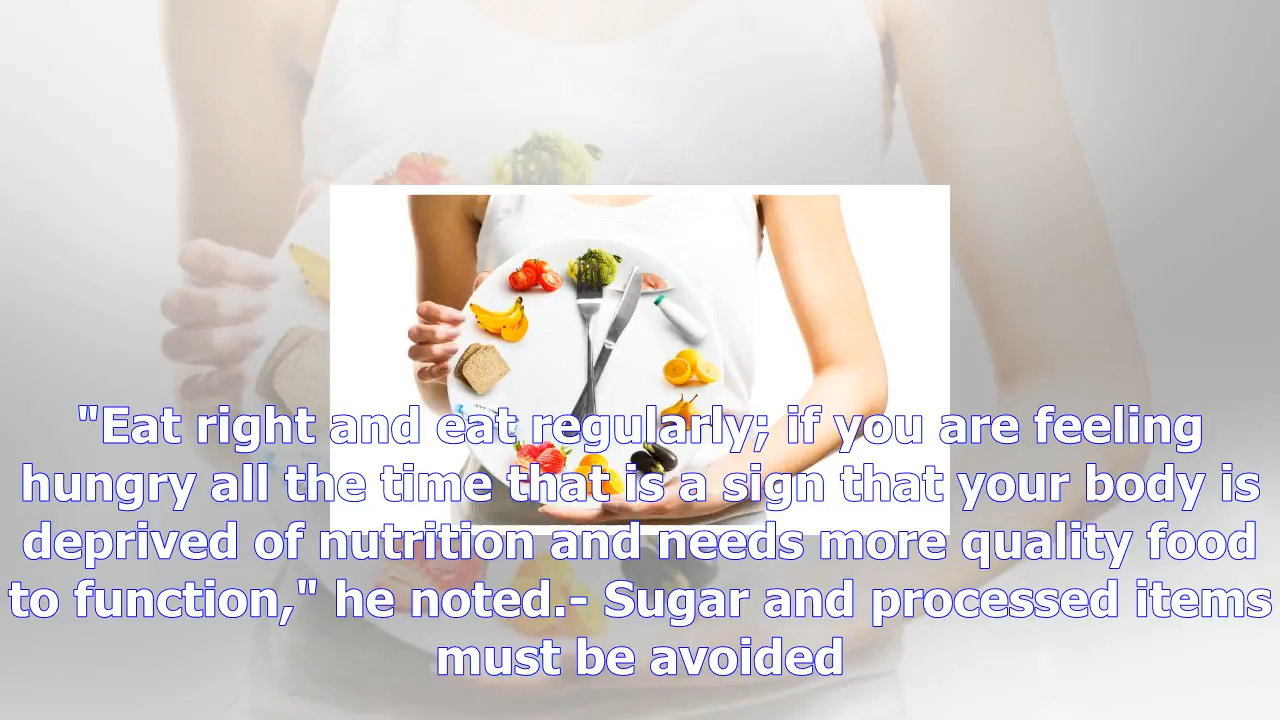 "Eat right and eat regularly; if you are feeling
hungry all the time that is a sign that your body is
deprived of nutrition and needs more quality food
to function," he noted.- Sugar and processed items
must be avoided